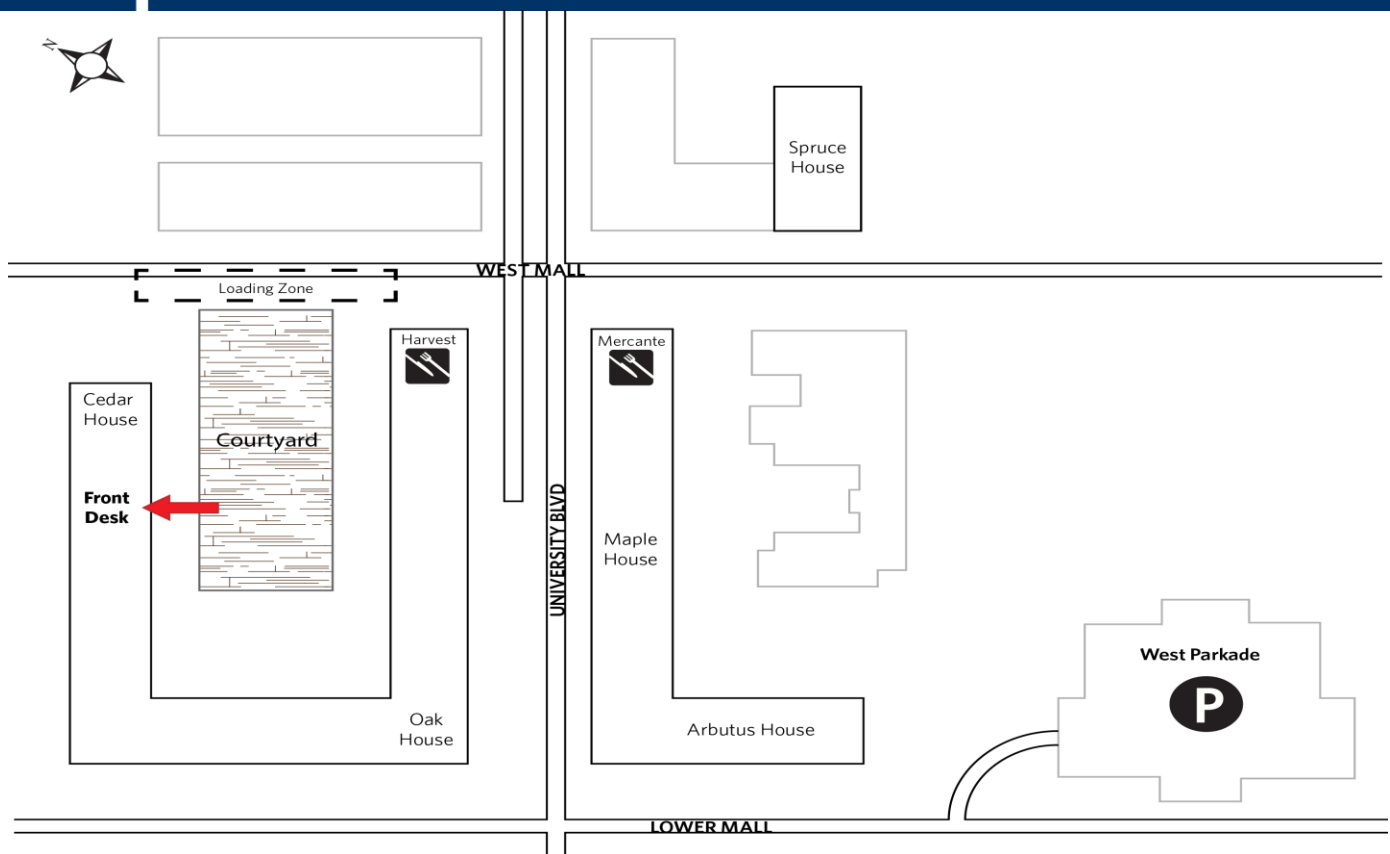 N
Spruce
House
WEST MALL
Loading Zone
Harvest
Mercante
Cedar
House
Courtyard
Front
Desk
UNIVERSITY BLVD
Maple
House
West Parkade
P
Oak
House
Arbutus House
LOWER MALL